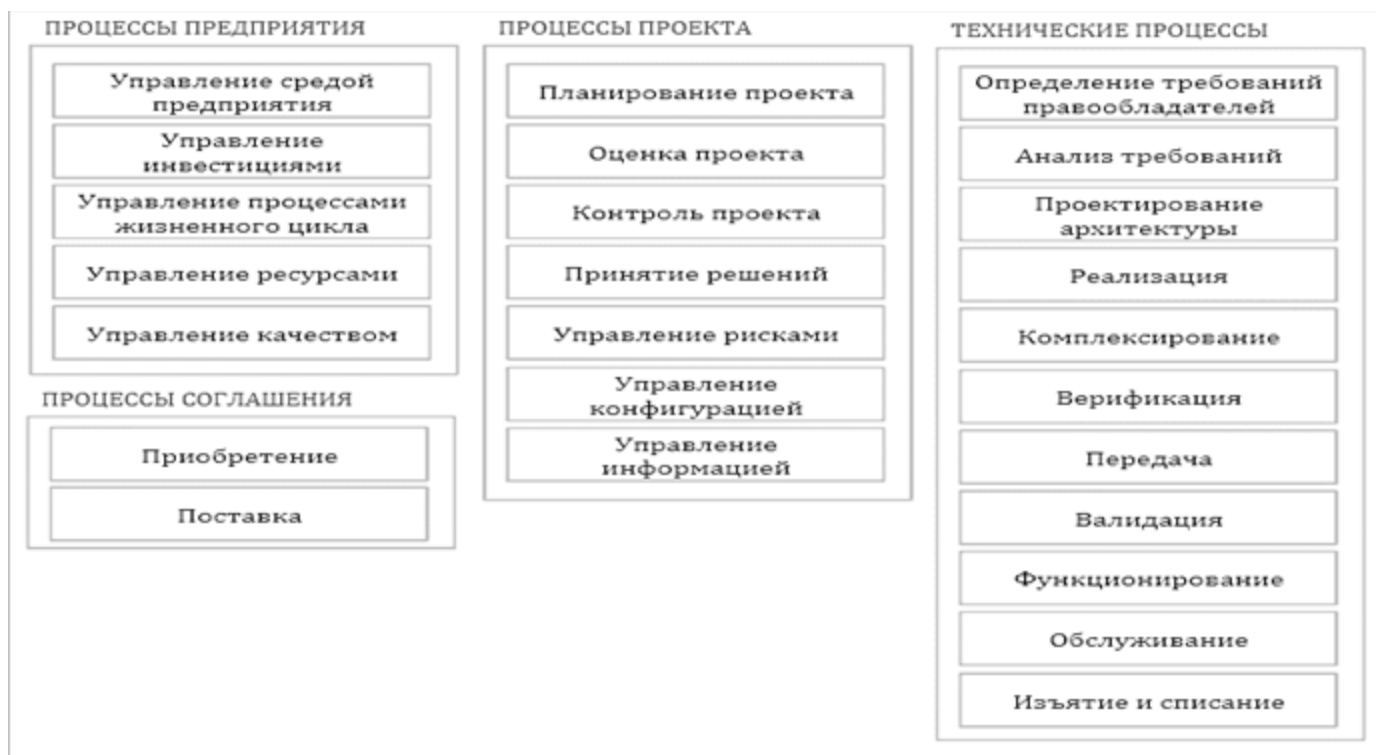 ПРОЦЕССЫ ПРЕДПРИЯТИЯ
Управление средой
предприятия
Управление
инвестициями
Управление процессами
жизненного цикла
Управление ресурсами
Управление качеством
ПРОЦЕССЫ СОГЛАШЕНИЯ
Приобретение
Поставка
ПРОЦЕССЫ ПРОЕКТА
Планирование проекта
Оценка проекта
Контроль проекта
Принятие решений
Управление рисками
Управление
конфигурацией
Управление
информацией
ТЕХНИЧЕСКИЕ ПРОЦЕССЫ
Определение требований
правообладателей
Анализ требований
Проектирование
архитектуры
Реализация
Комплексирование
Верификация
Передача
Валидация
Функционирование
Обслуживание
Изъятие и списание